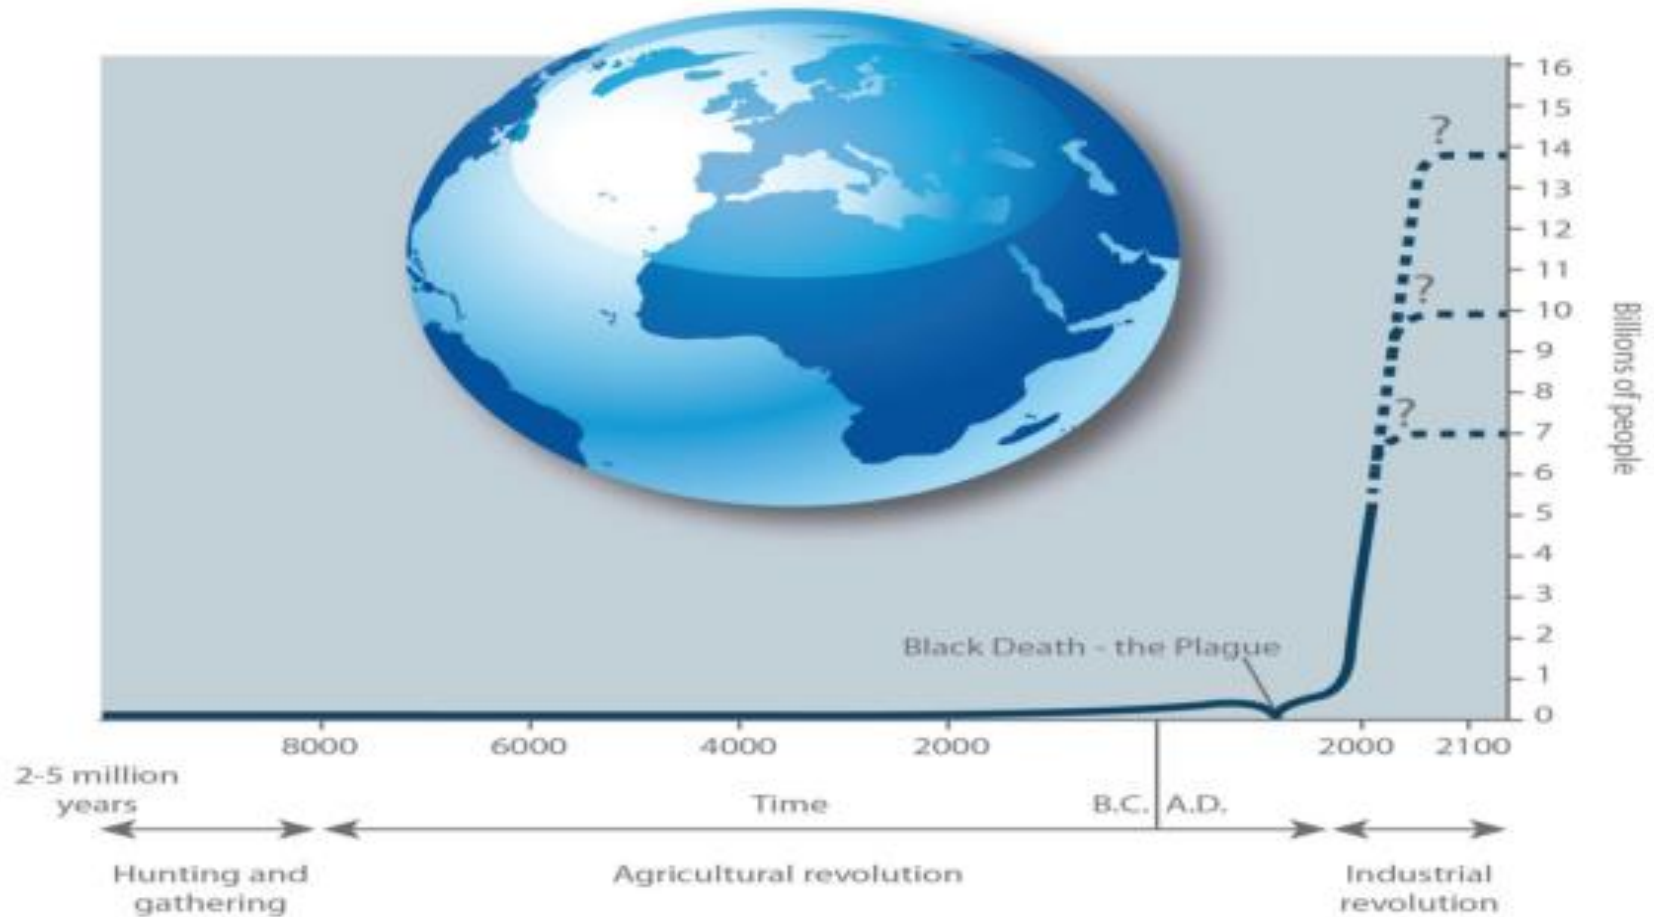 16
15
?
14
13
12
11
?
10
9
8
?
7
6
5
4
3
2
1
0
Billions of people
Black Death - the Plague
8000 6000 4000 2000 2000 2100
2-5 million
years
Time
B.C. A.D.
Hunting and
gathering
Agricultural revolution
Industrial
revolution